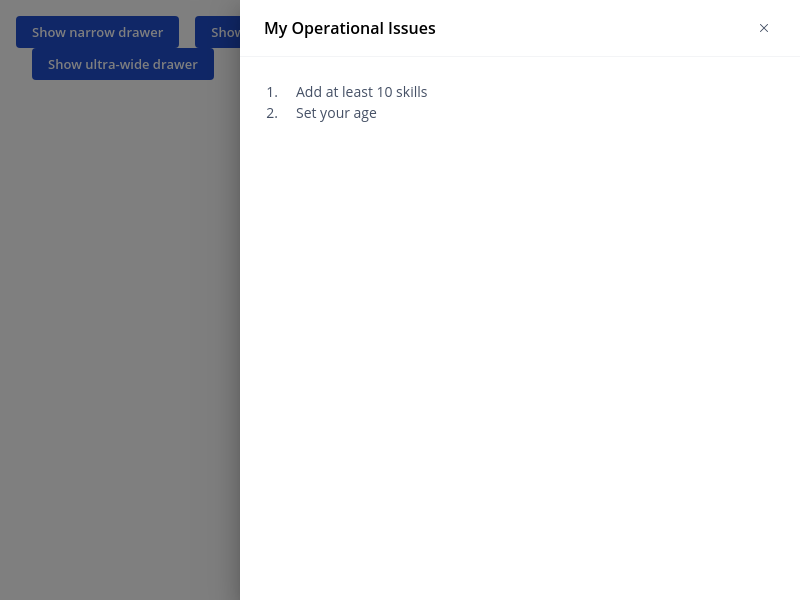 Show narrow drawer
Show
Show ultra-wide drawer
My Operational Issues
1. Add at least 10 skills
2. Set your age